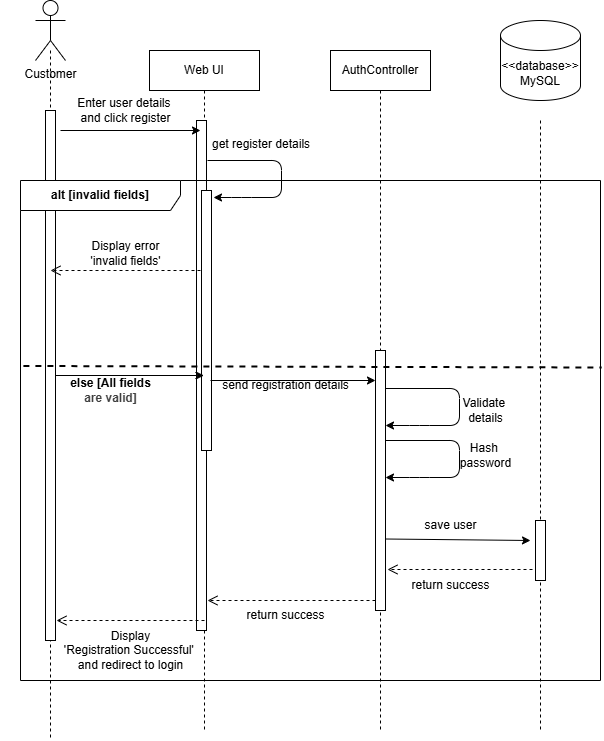 Customer
Web UI
AuthController
<<database>>
MySQL
Enter user details
and click register
get register details
alt [invalid fields]
Display error
'invalid fields'
else [All fields
are valid]
send registration details
Validate
details
Hash
password
save user
return success
return success
Display
'Registration Successful'
and redirect to login